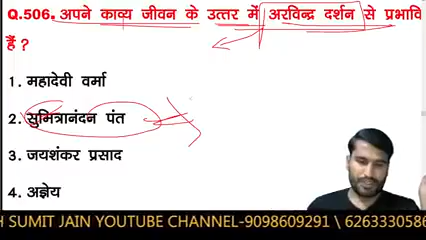 Q.506. अपने काव्य जीवन के उत्तर में अरविन्द्र दर्शन से प्रभावि
हैं ?
1. महादेवी वर्मा
2. सुमित्रानंदन पंत
3. जयशंकर प्रसाद
4. अज्ञेय
H SUMIT JAIN YOUTUBE CHANNEL-9098609291 \ 626333058